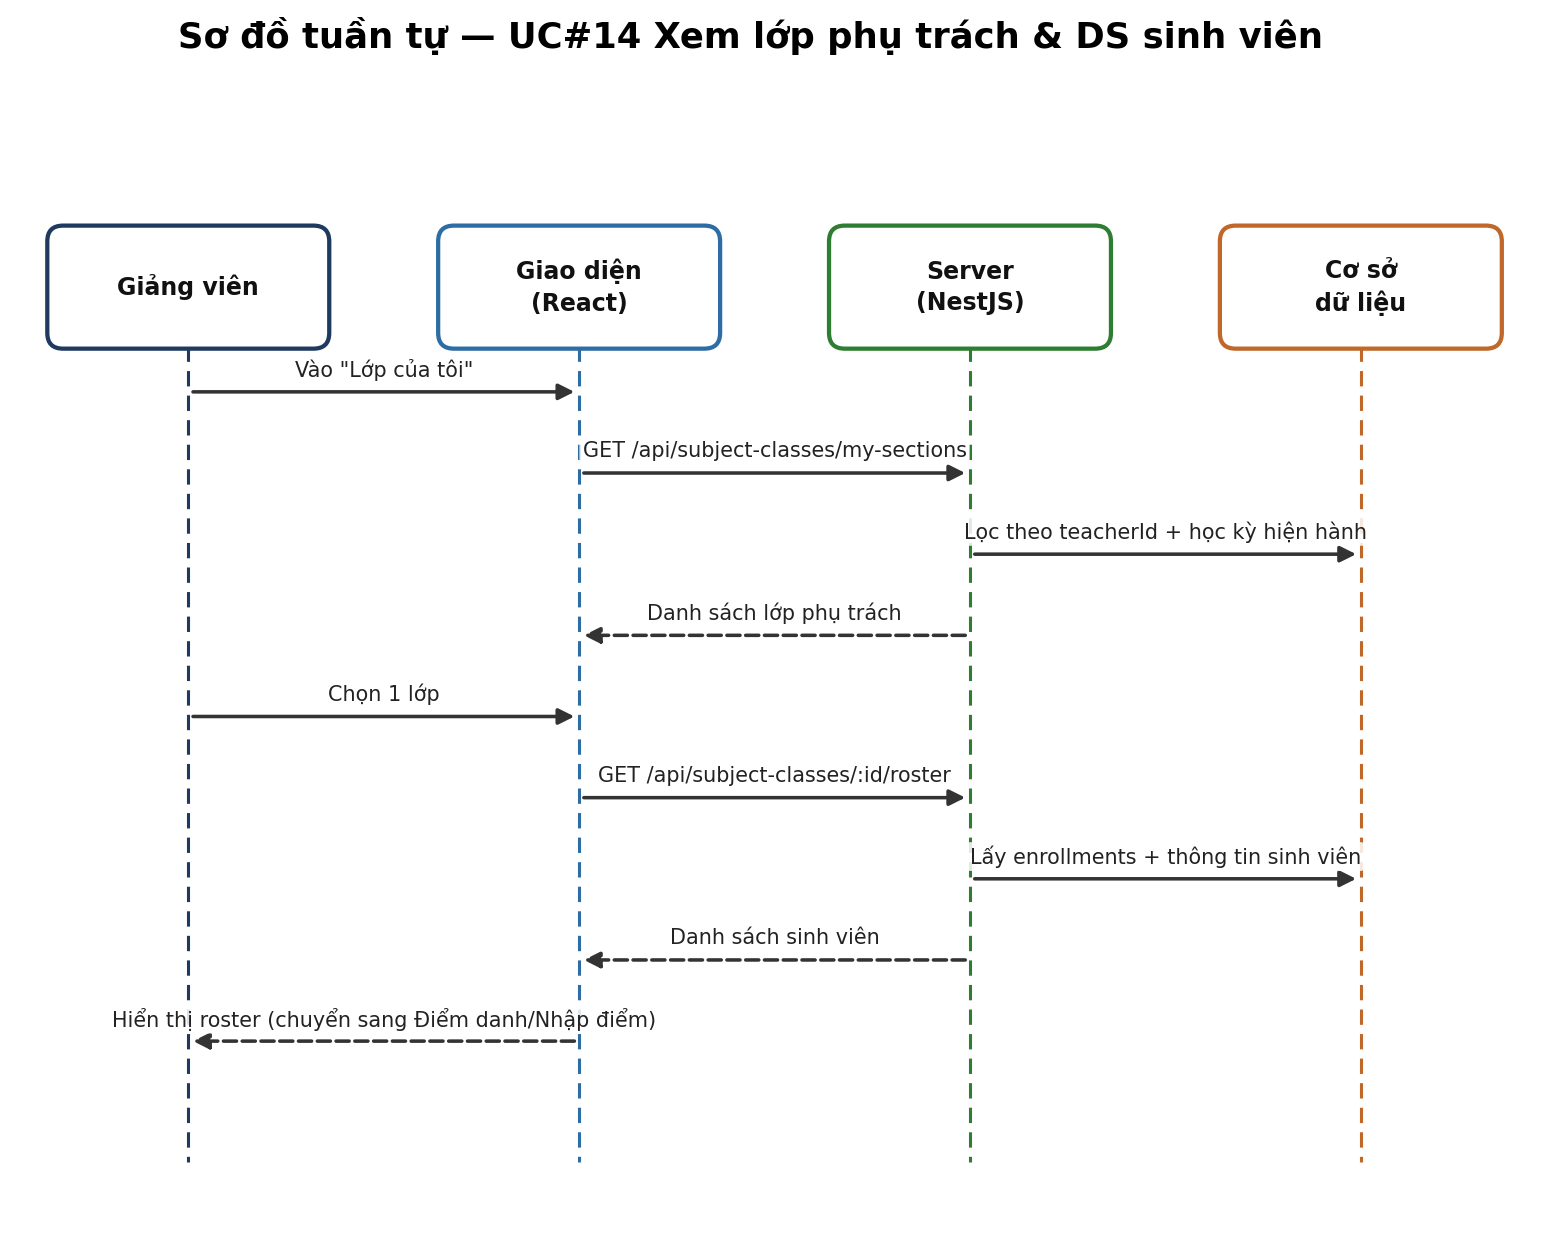 Sơ đồ tuần tự — UC#14 Xem lớp phụ trách & DS sinh viên
Giảng viên
Giao diện
(React)
Server
(NestJS)
Cơ sở
dữ liệu
Vào "Lớp của tôi"
GET /api/subject-classes/my-sections
Lọc theo teacherId + học kỳ hiện hành
Danh sách lớp phụ trách
Chọn 1 lớp
GET /api/subject-classes/:id/roster
Lấy enrollments + thông tin sinh viên
Danh sách sinh viên
Hiển thị roster (chuyển sang Điểm danh/Nhập điểm)